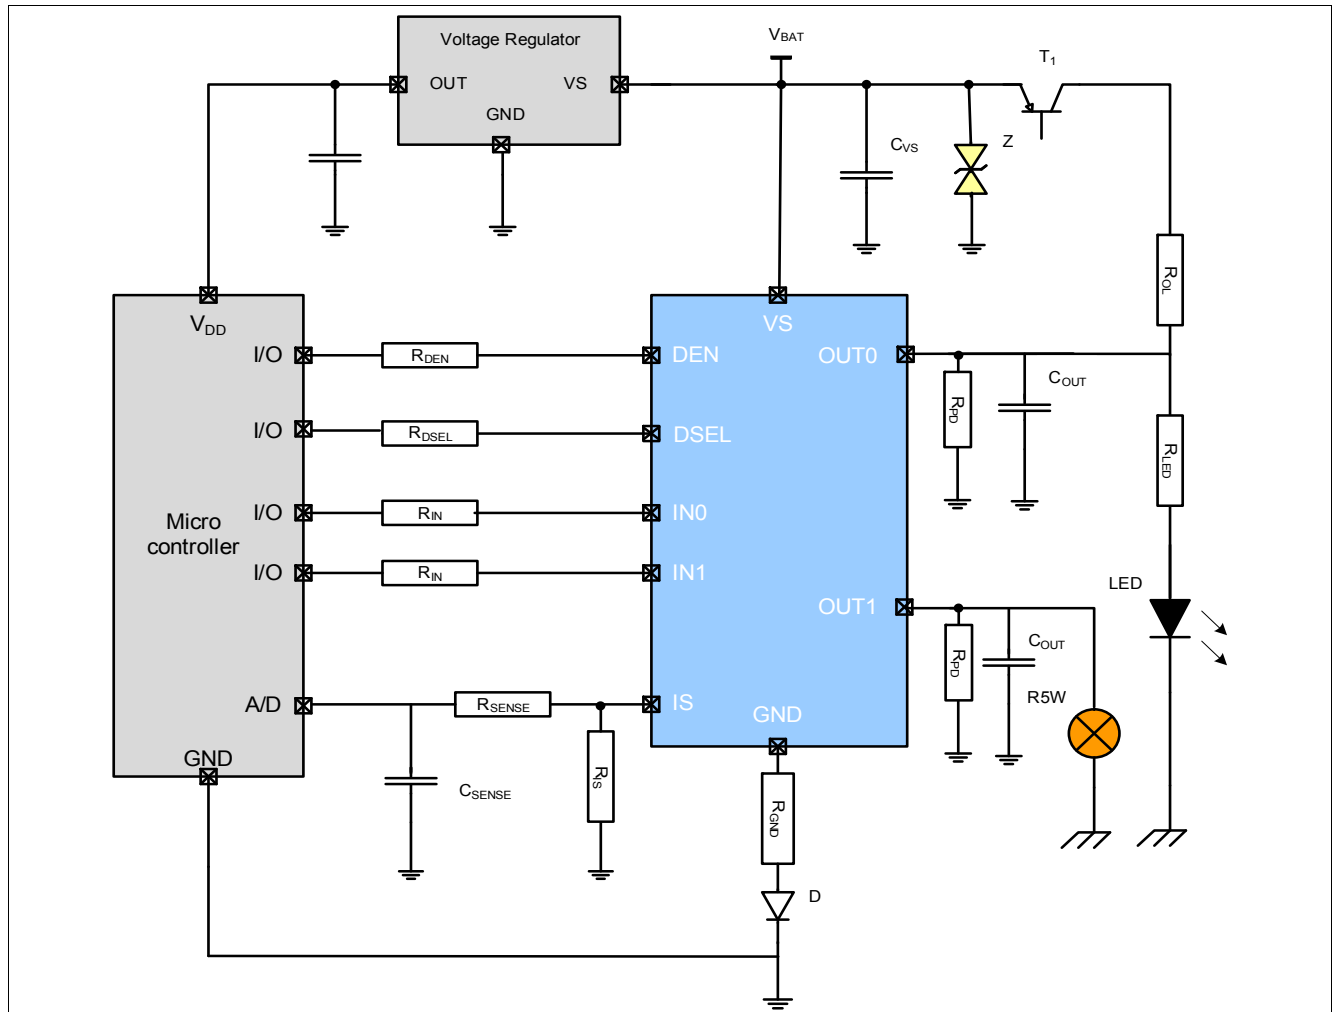 Voltage Regulator
OUT
VS
GND
VBAT
T1
CVS
Z
ROL
VDD
VS
I/O
RDEN
DEN
OUT0
COUT
RPD
RLED
I/O
RDSEL
DSEL
I/O
RIN
IN0
Micro
controller
I/O
RIN
IN1
LED
OUT1
COUT
RPD
R5W
A/D
RSENSE
IS
GND
GND
RIS
CSENSE
RGND
D